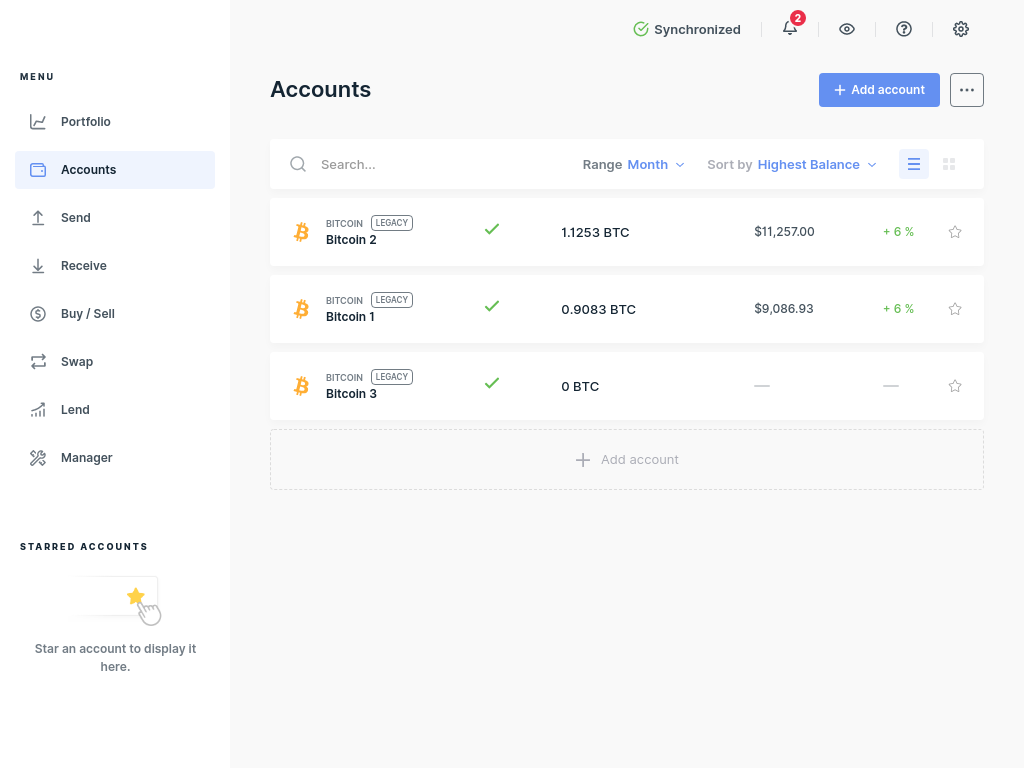 Synchronized
2
MENU
Portfolio
Accounts
Send
Receive
Buy / Sell
Swap
Lend
Manager
STARRED ACCOUNTS
Star an account to display it
here.
Accounts
Add account
Search...
Range Month
Sort by Highest Balance
BITCOIN LEGACY
Bitcoin 2
1.1253 BTC
$11,257.00
+ 6 %
BITCOIN LEGACY
Bitcoin 1
0.9083 BTC
$9,086.93
+ 6 %
BITCOIN LEGACY
Bitcoin 3
0 BTC
—
—
Add account